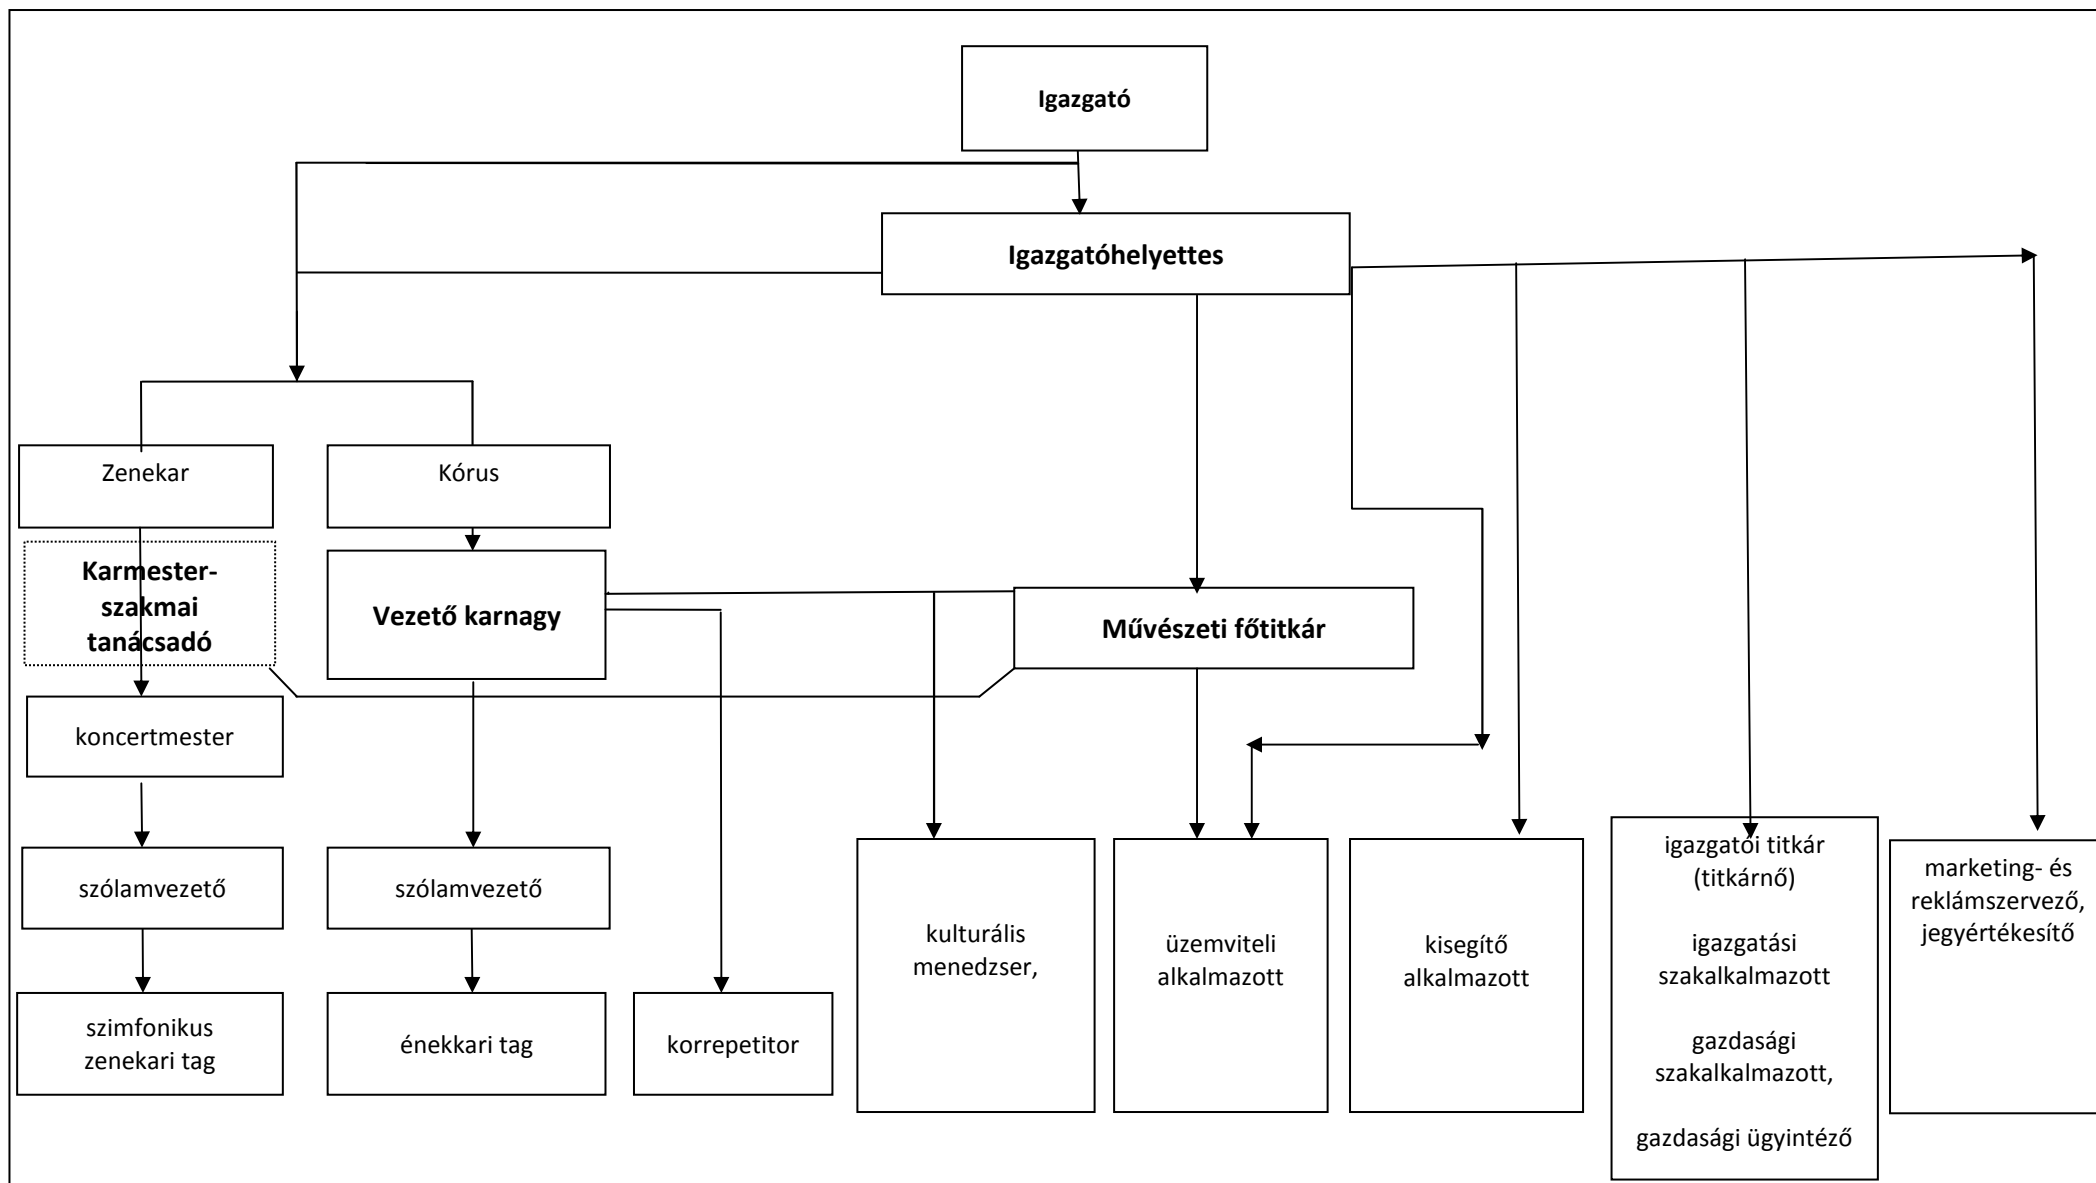 Igazgató
Igazgatóhelyettes
Zenekar
Kórus
Karmester-
szakmai
tanácsadó
Vezető karnagy
Művészeti főtitkár
koncertmester
szólamvezető
szólamvezető
szimfonikus
zenekari tag
énekkari tag
korrepetitor
kulturális
menedzser,
üzemviteli
alkalmazott
kisegítő
alkalmazott
igazgatói titkár
(titkárnő)
igazgatási
szakalkalmazott
gazdasági
szakalkalmazott,
gazdasági ügyintéző
marketing- és
reklámszervező,
jegyértékesítő